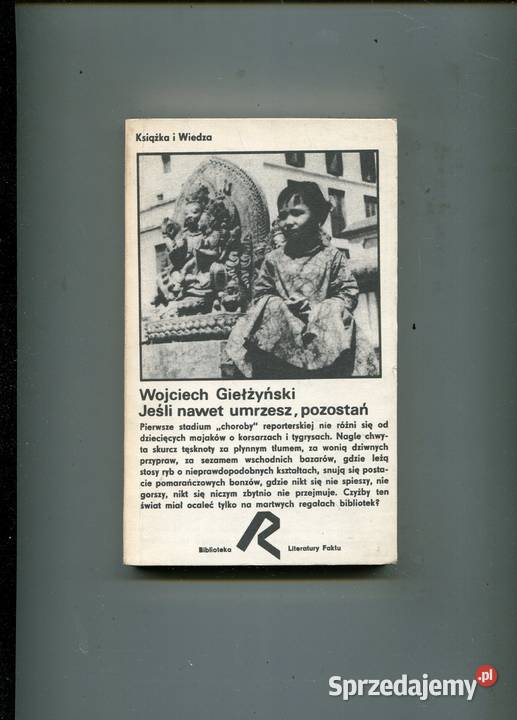 Książka i Wiedza
Wojciech Giełżyński
Jeśli nawet umrzesz, pozostań
Pierwsze stadium „choroby" reporterskiej nie różni się od
dziecięcych majaków o korsarzach i tygrysach. Nagle chwy-
ta skurcz tęsknoty za płynnym tłumem, za wonią dziwnych
przypraw, za sezamem wschodnich bazarów, gdzie leżą
stosy ryb o nieprawdopodobnych kształtach, snują się posta-
cie pomarańczowych bonzów, gdzie nikt się nie spieszy, nie
gorszy, nikt się niczym zbytnio nie przejmuje. Czyżby ten
świat miał ocaleć tylko na martwych regałach bibliotek?
Biblioteka R Literatury Faktu
Sprzedajemy.pl